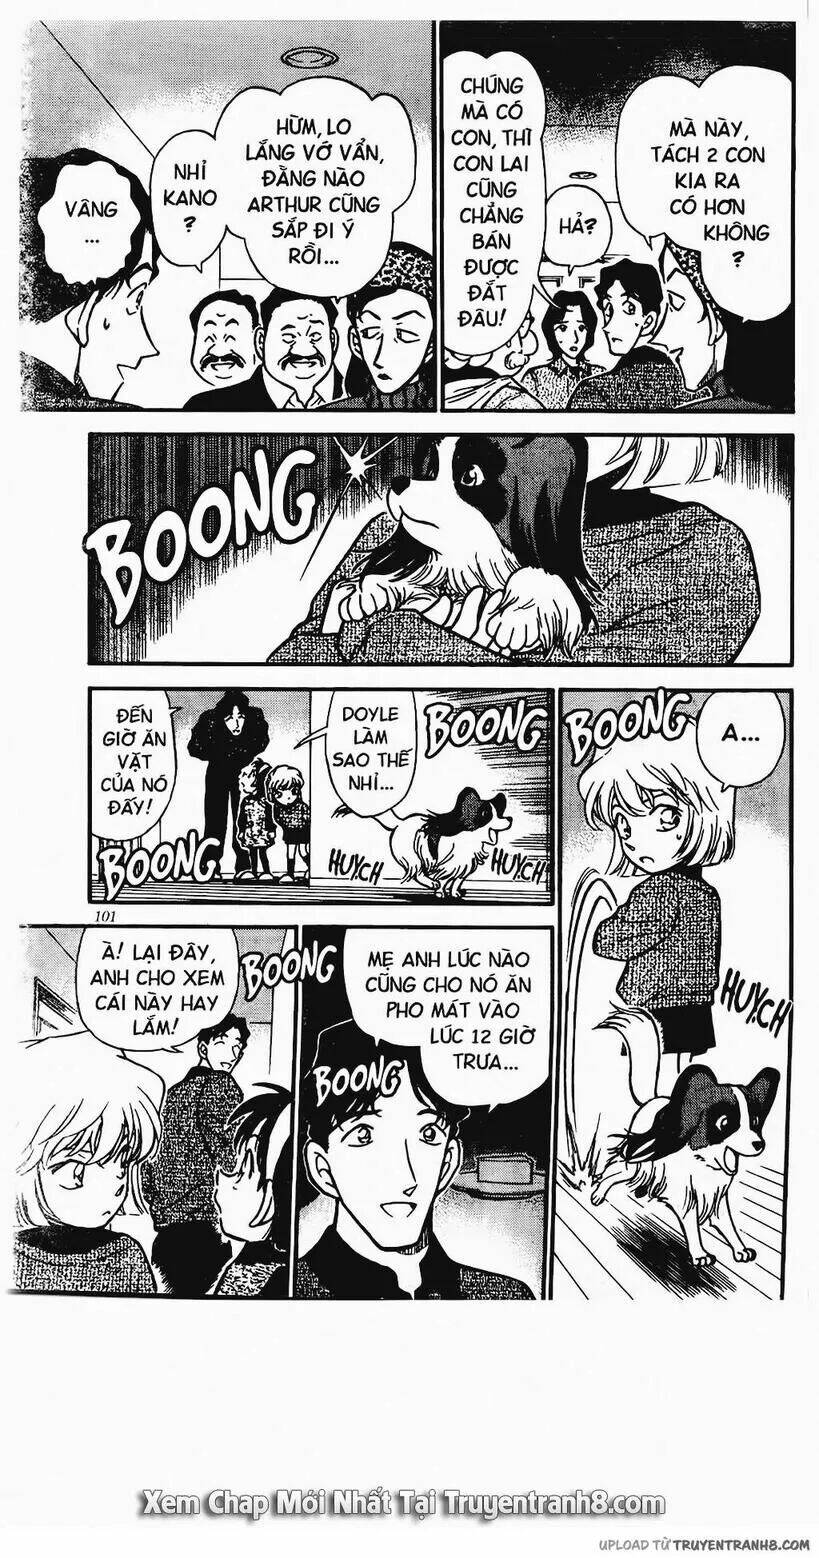 MÀ NÀY,
TÁCH 2 CON
KIA RA
CÓ HƠN
KHÔNG
?
HẢ?
CHÚNG
MÀ CÓ
CON, THÌ
CON LAI
CŨNG
CHẲNG
BÁN
ĐƯỢC
ĐẮT
ĐÂU!
HỪM, LO
LẮNG VỚ VẨN,
ĐẰNG NÀO
ARTHUR CŨNG
SẮP ĐI Ý
RỒI...
NHỈ
KANO
?
VÂNG
...
BOONG
A...
BOONG
HUỴCH
BOONG
DOYLE
LÀM
SAO THẾ
NHỈ...
HUỴCH
HUỴCH
ĐẾN
GIỜ ĂN
VẶT
CỦA NÓ
ĐẤY!
BOONG
101
MẸ ANH LÚC NÀO
CŨNG CHO NÓ ĂN
PHO MÁT VÀO
LÚC 12 GIỜ
TRƯA...
BOONG
BOONG
À! LẠI ĐÂY,
ANH CHO XEM
CÁI NÀY HAY
LẮM!
Xem Chap Mới Nhất Tại Truyentranh8.com
UPLOAD TỪ TRUYENTRANH8.COM